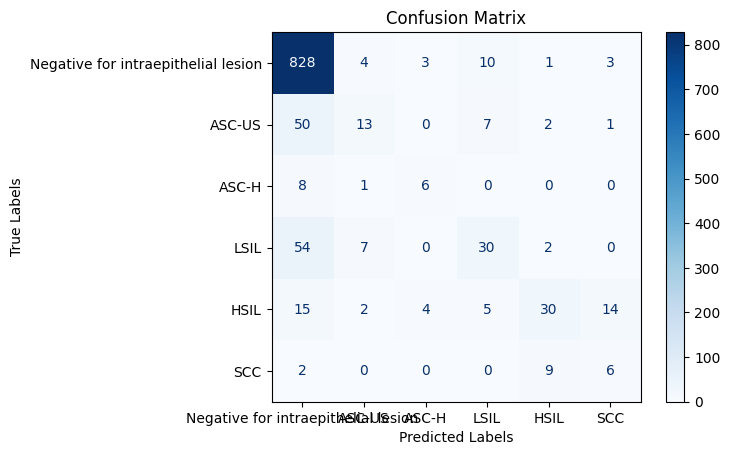 Confusion Matrix
Negative for intraepithelial lesion 828 4 3 10 1 3
ASC-US 50 13 0 7 2 1
ASC-H 8 1 6 0 0 0
LSIL 54 7 0 30 2 0
HSIL 15 2 4 5 30 14
SCC 2 0 0 0 9 6
True Labels
Negative for intraepithelial lesion ASC-US ASC-H LSIL HSIL SCC
Predicted Labels
800
700
600
500
400
300
200
100
0